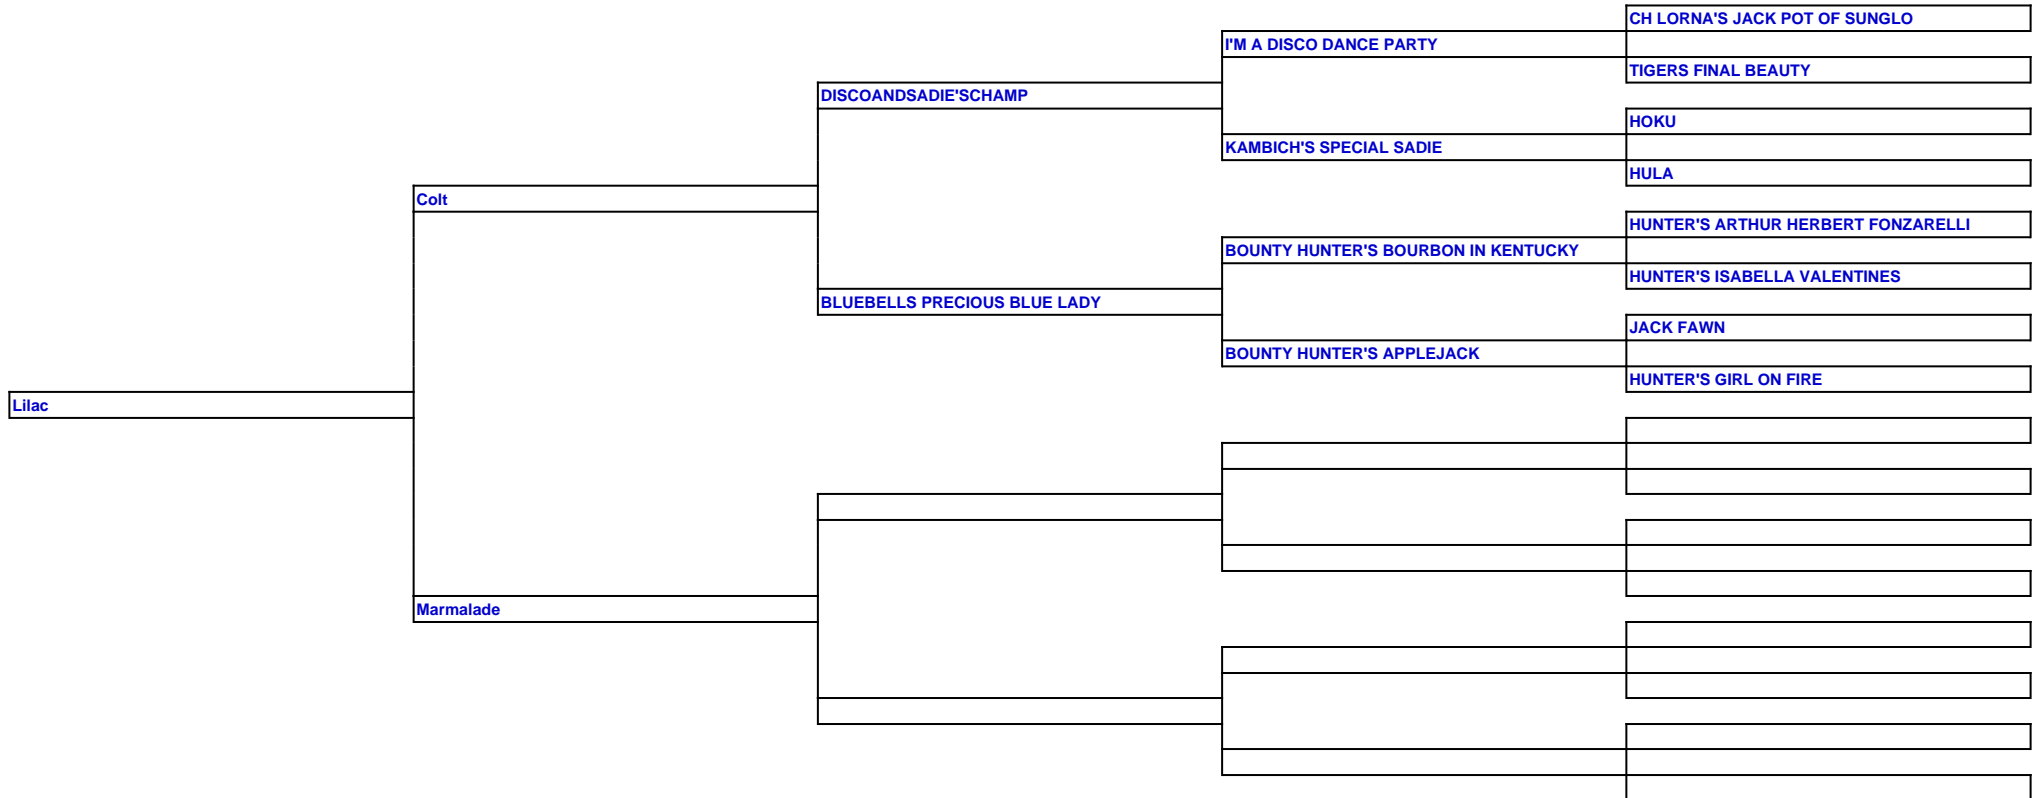 CH LORNA'S JACK POT OF SUNGLO
I'M A DISCO DANCE PARTY
TIGERS FINAL BEAUTY
DISCOANDSADIE'SCHAMP
HOKU
KAMBICH'S SPECIAL SADIE
HULA
Colt
HUNTER'S ARTHUR HERBERT FONZARELLI
BOUNTY HUNTER'S BOURBON IN KENTUCKY
HUNTER'S ISABELLA VALENTINES
BLUEBELLS PRECIOUS BLUE LADY
JACK FAWN
BOUNTY HUNTER'S APPLEJACK
HUNTER'S GIRL ON FIRE
Lilac
Marmalade